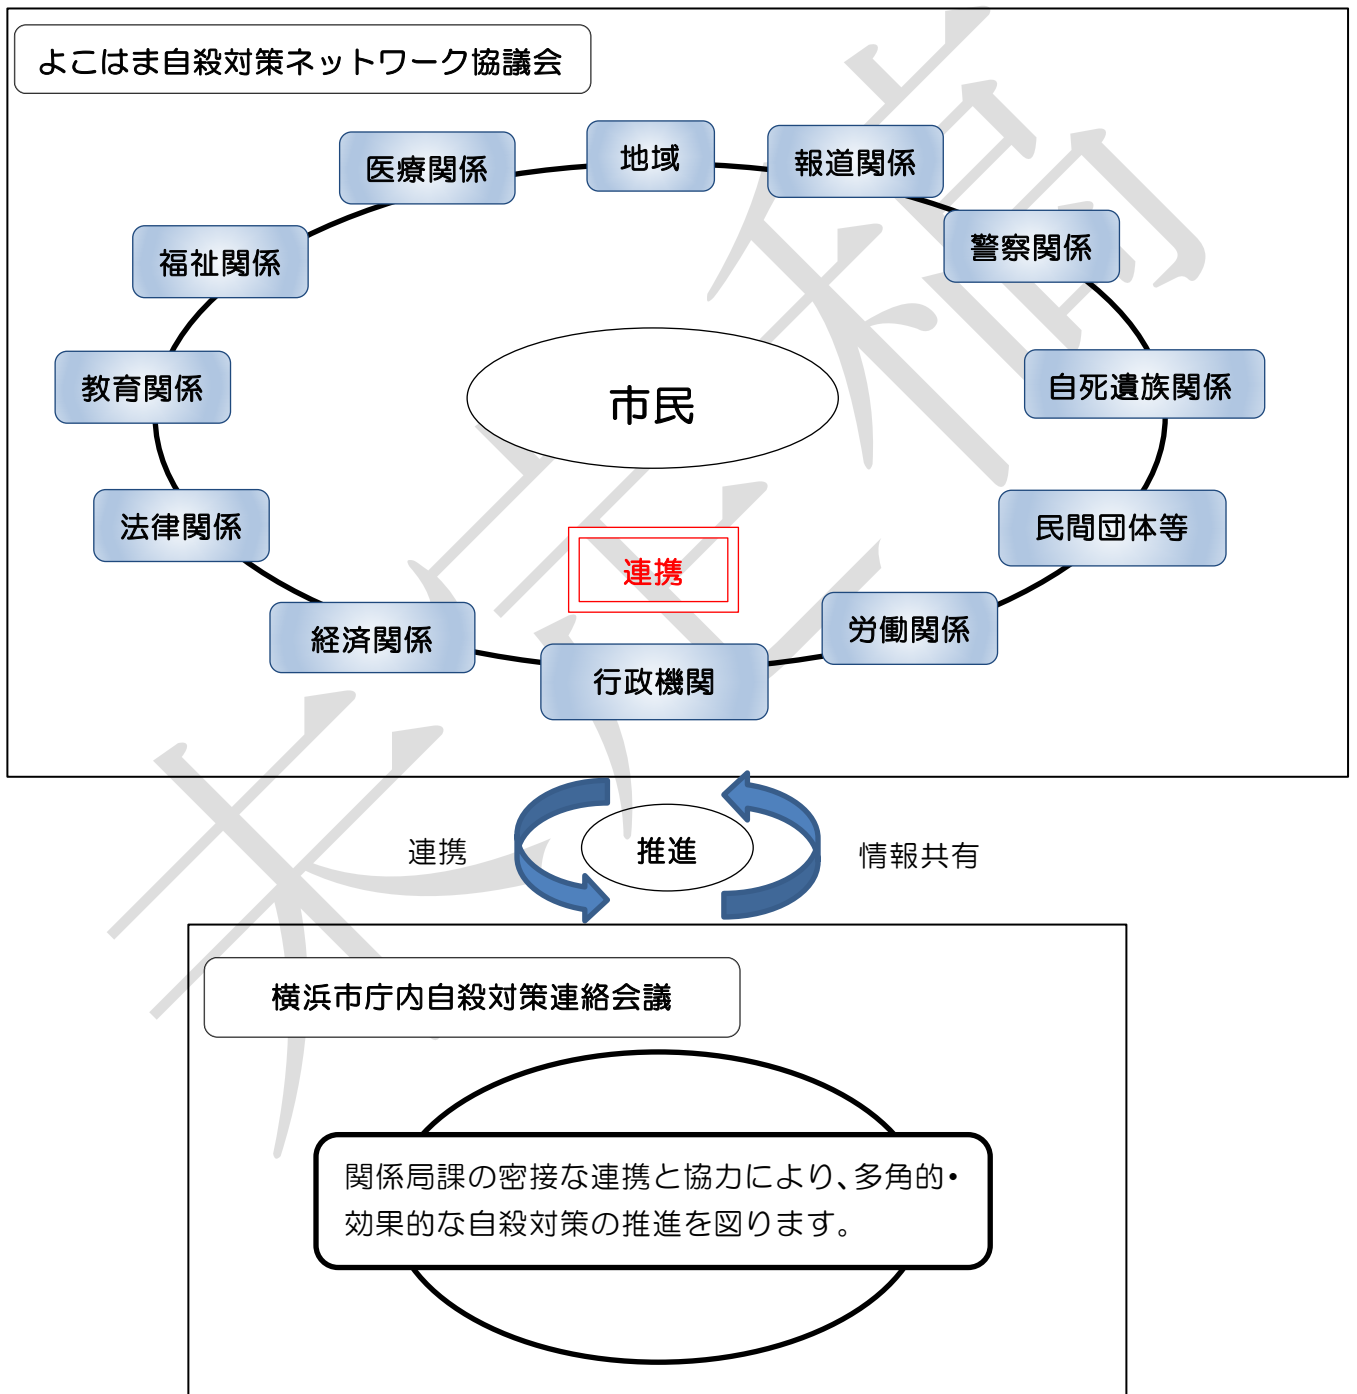 よこはま自殺対策ネットワーク協議会
医療関係
地域
報道関係
福祉関係
警察関係
教育関係
市民
自死遺族関係
法律関係
民間団体等
連携
経済関係
労働関係
行政機関
連携
推進
情報共有
横浜市庁内自殺対策連絡会議
関係局課の密接な連携と協力により、多角的・
効果的な自殺対策の推進を図ります。
未定稿